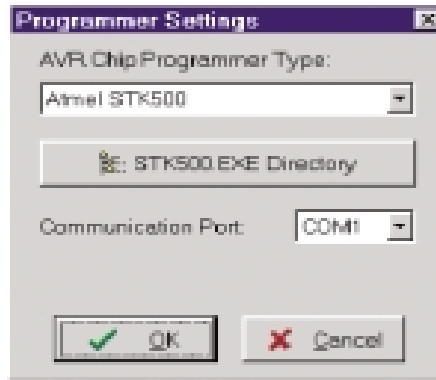 Programmer Settings
AVR Chip Programmer Type:
Atmel STK500
STK500.EXE Directory
Communication Port: COM1
OK Cancel